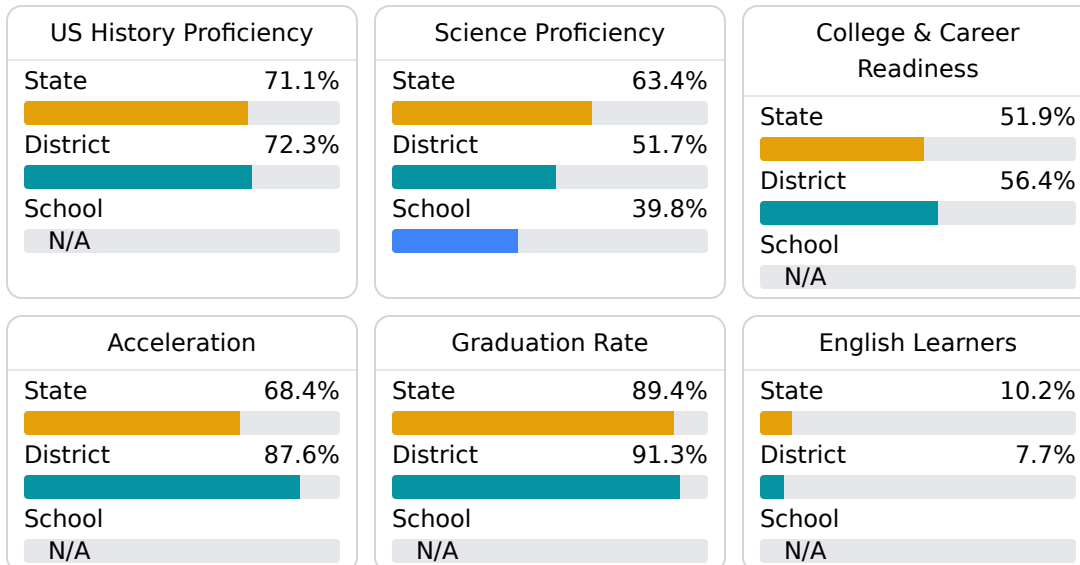 US History Proficiency
State 71.1%
District 72.3%
School
N/A
Science Proficiency
State 63.4%
District 51.7%
School 39.8%
College & Career
Readiness
State 51.9%
District 56.4%
School
N/A
Acceleration
State 68.4%
District 87.6%
School
N/A
Graduation Rate
State 89.4%
District 91.3%
School
N/A
English Learners
State 10.2%
District 7.7%
School
N/A